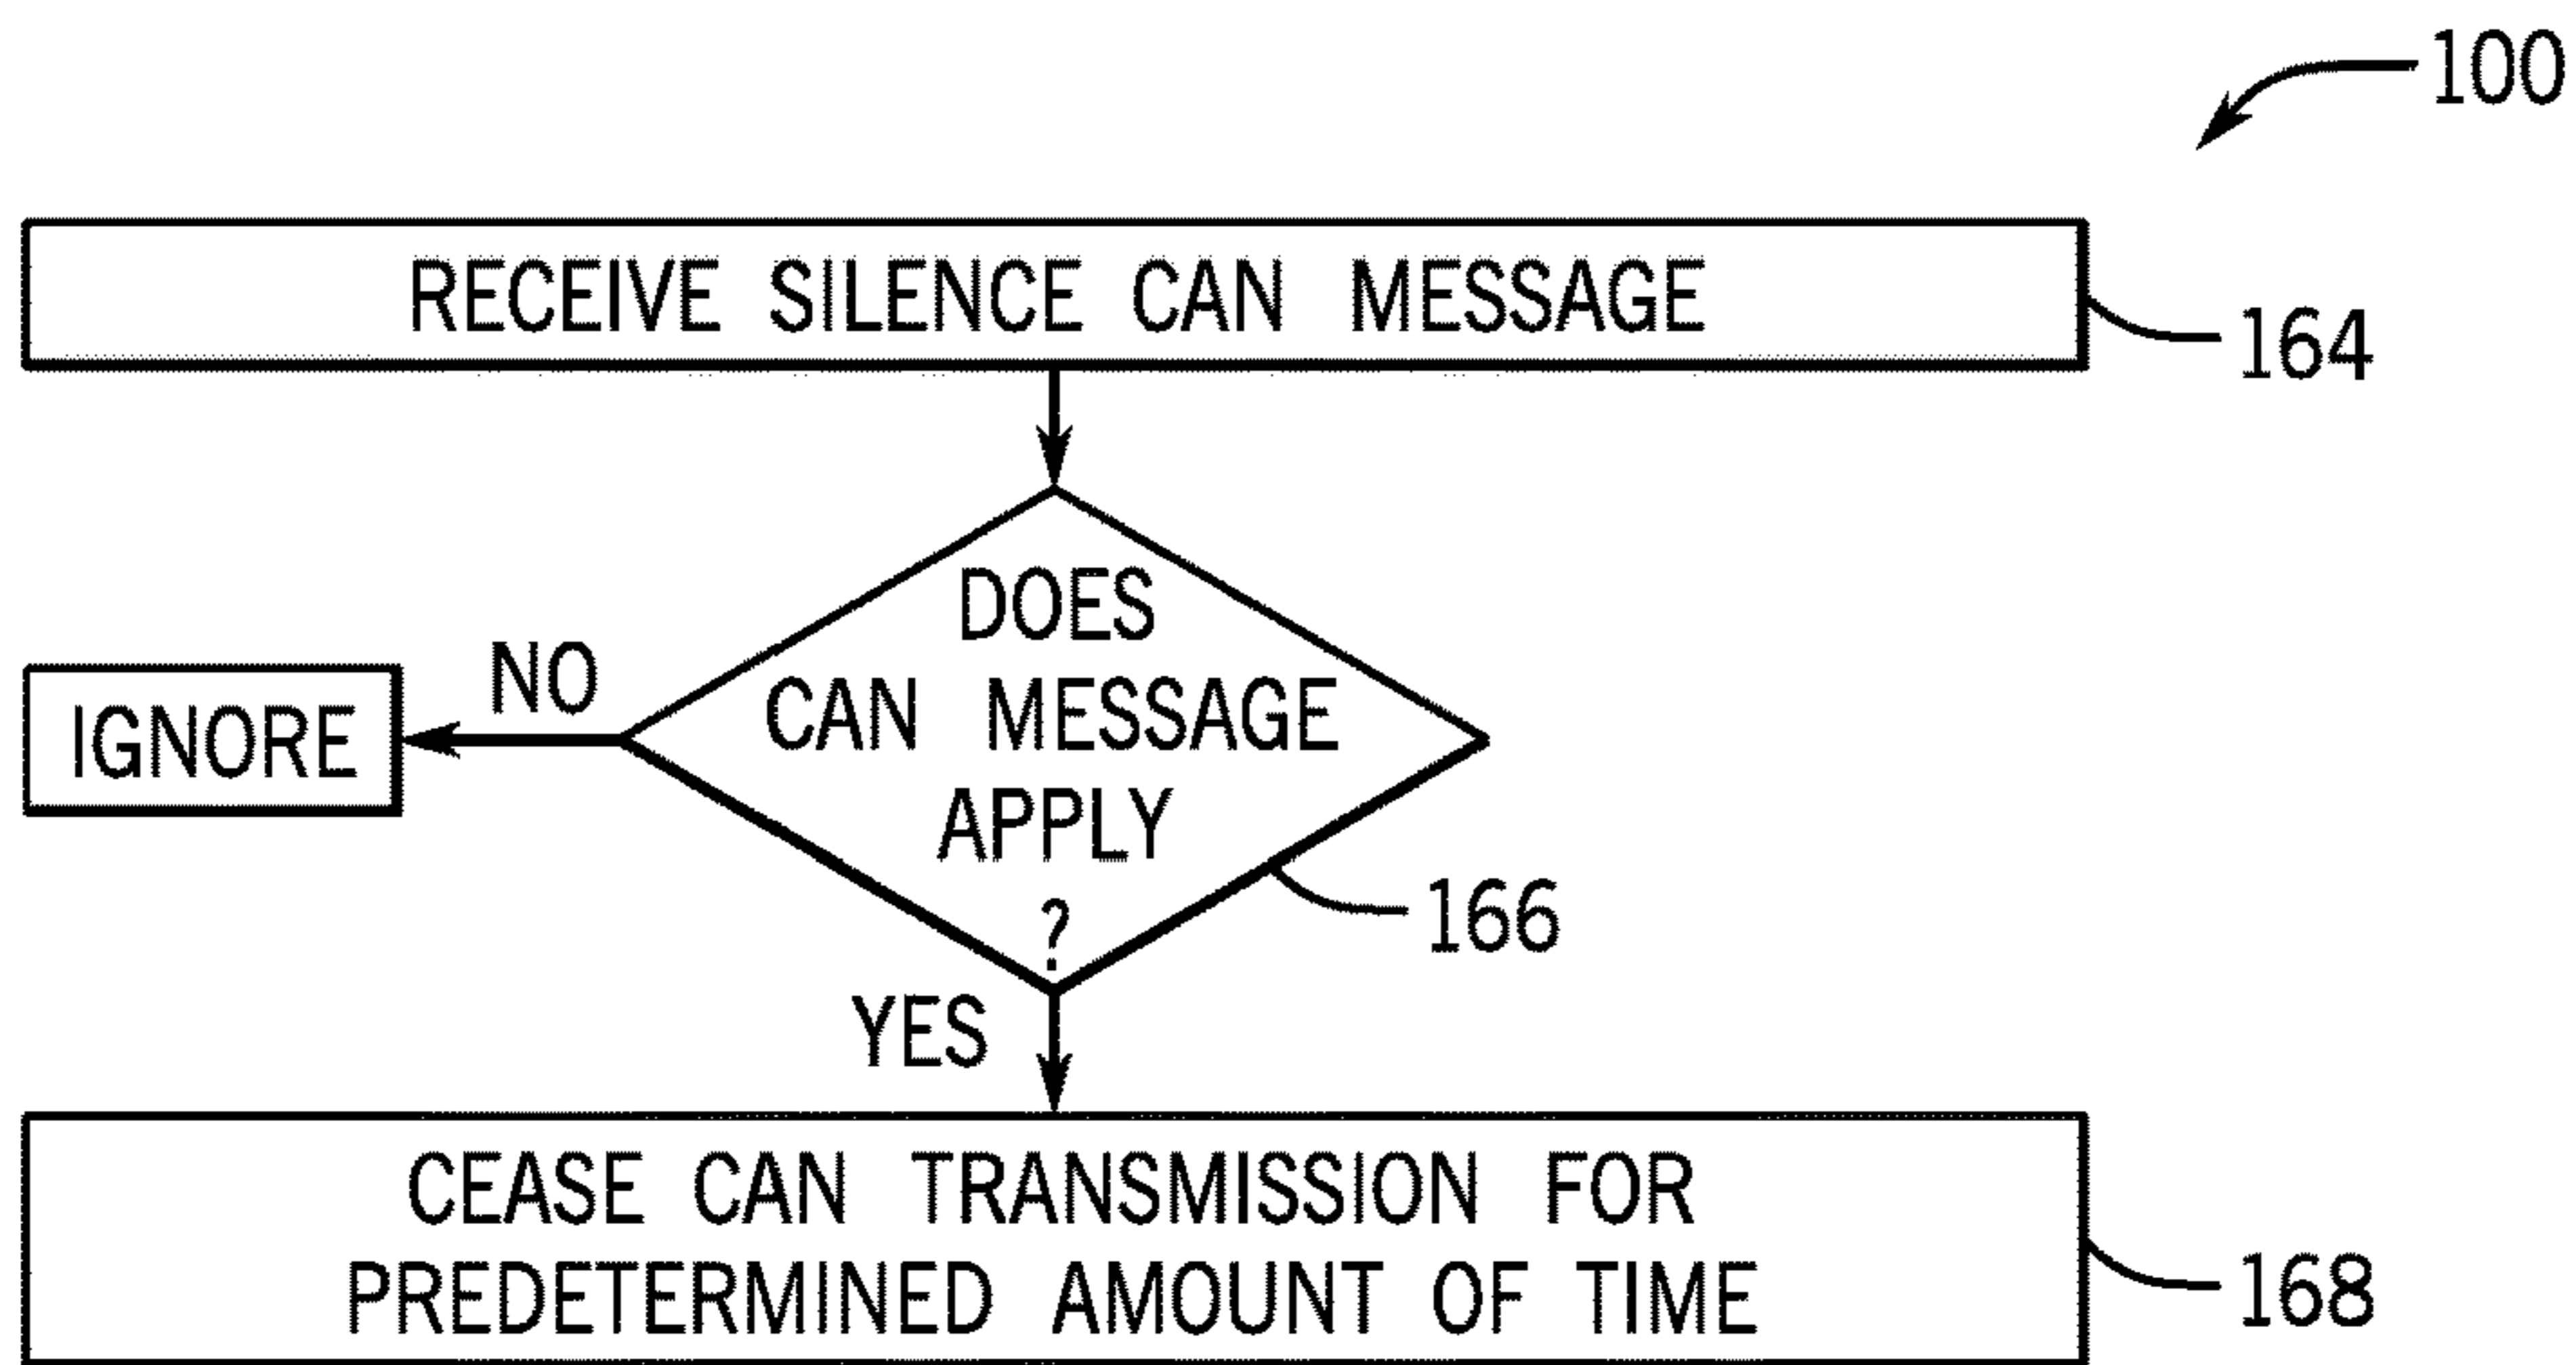 100
RECEIVE SILENCE CAN MESSAGE
164
DOES
CAN MESSAGE
APPLY
?
166
NO
IGNORE
YES
CEASE CAN TRANSMISSION FOR
PREDETERMINED AMOUNT OF TIME
168